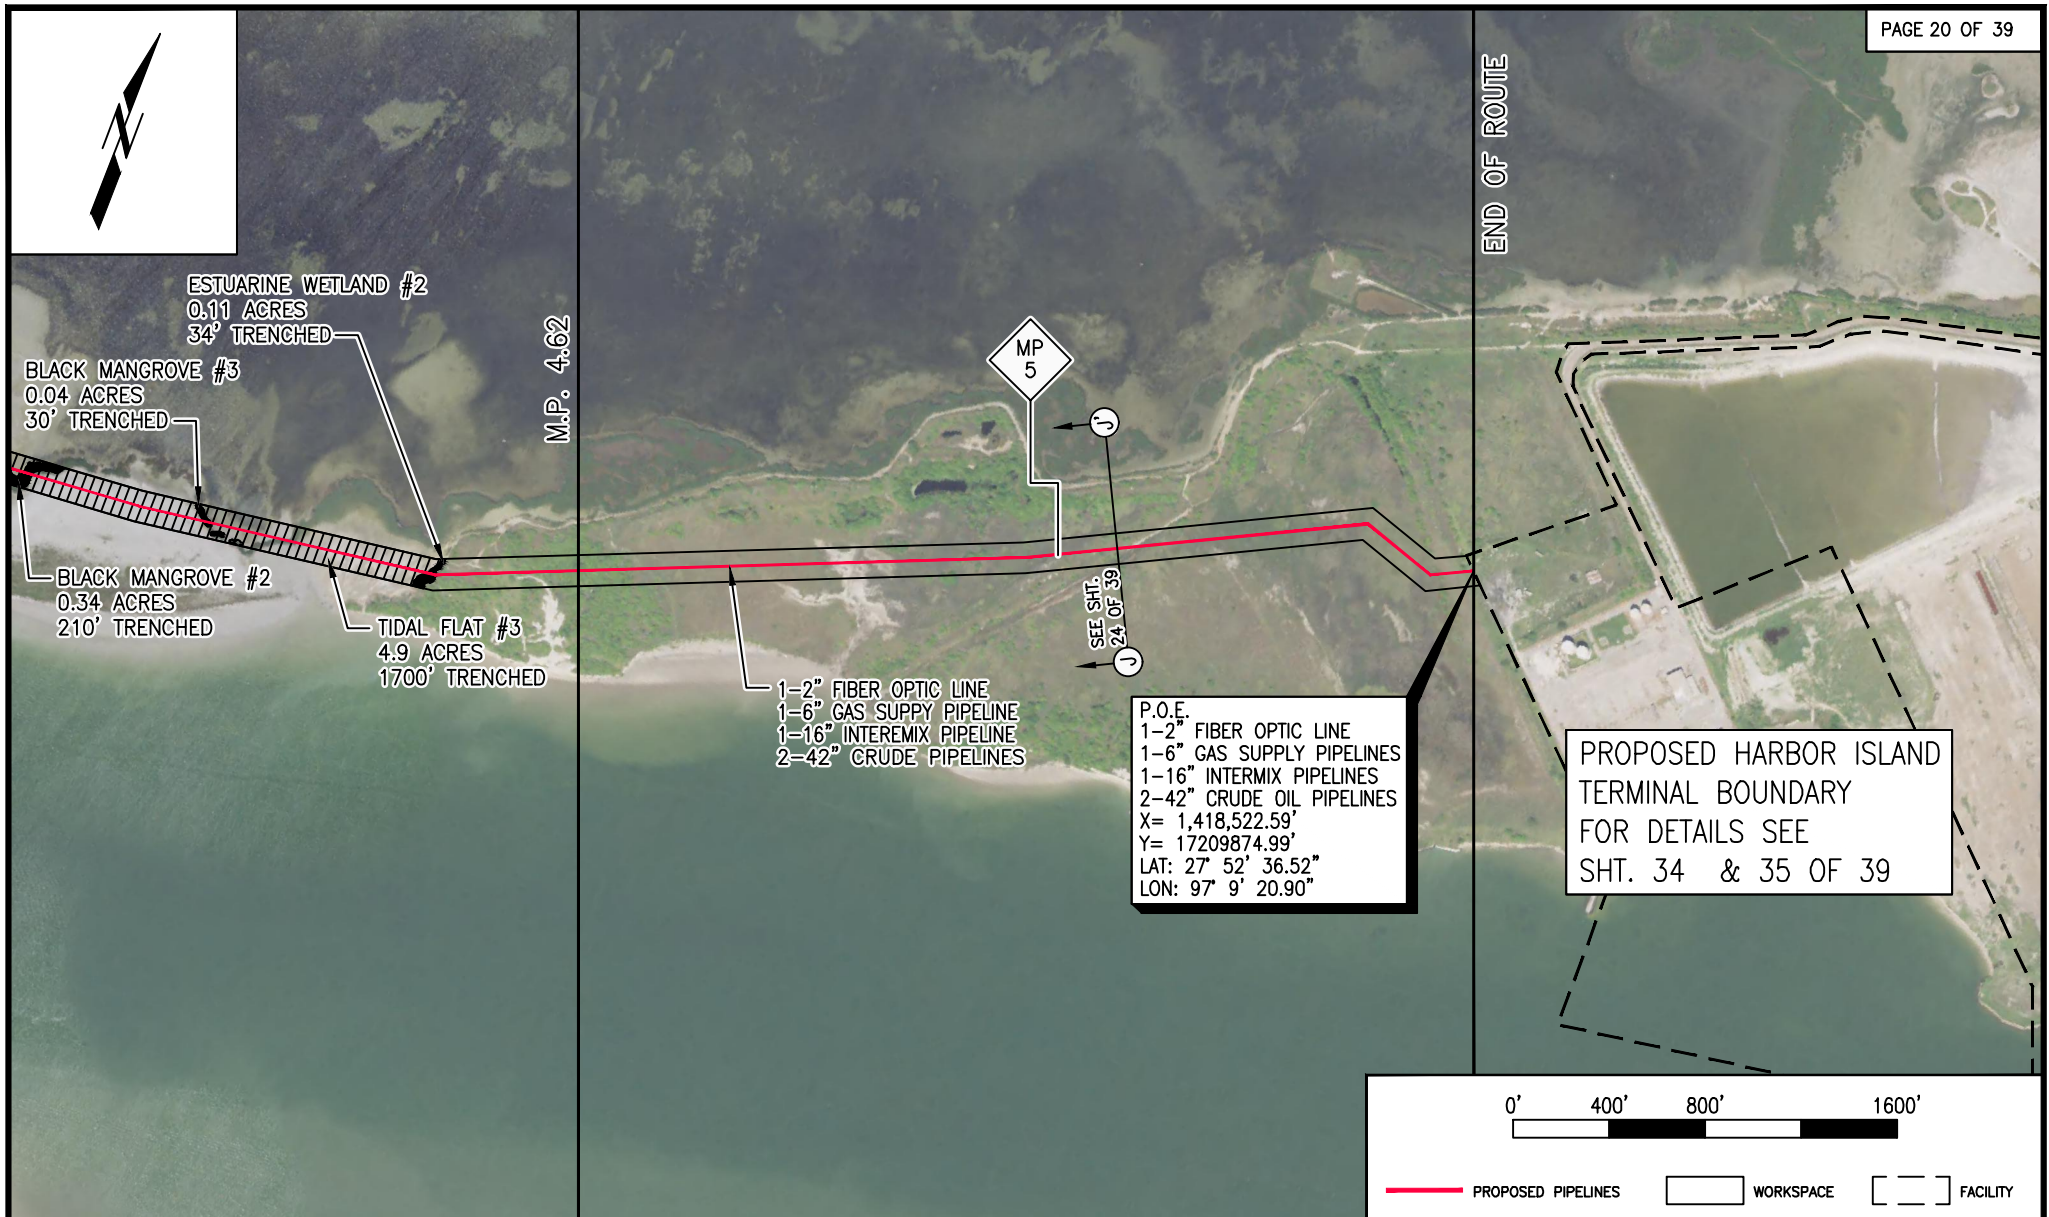 PAGE 20 OF 39
N
END OF ROUTE
ESTUARINE WETLAND #2
0.11 ACRES
34' TRENCHED
M.P. 4.62
MP
5
BLACK MANGROVE #3
0.04 ACRES
30' TRENCHED
J'
SEE SHT.
24 OF 39
J
BLACK MANGROVE #2
0.34 ACRES
210' TRENCHED
TIDAL FLAT #3
4.9 ACRES
1700' TRENCHED
1-2" FIBER OPTIC LINE
1-6" GAS SUPPY PIPELINE
1-16" INTEREMIX PIPELINE
2-42" CRUDE PIPELINES
P.O.E.
1-2" FIBER OPTIC LINE
1-6" GAS SUPPLY PIPELINES
1-16" INTERMIX PIPELINES
2-42" CRUDE OIL PIPELINES
X= 1,418,522.59'
Y= 17209874.99'
LAT: 27° 52' 36.52"
LON: 97° 9' 20.90"
PROPOSED HARBOR ISLAND
TERMINAL BOUNDARY
FOR DETAILS SEE
SHT. 34 & 35 OF 39
0' 400' 800' 1600'
PROPOSED PIPELINES WORKSPACE FACILITY